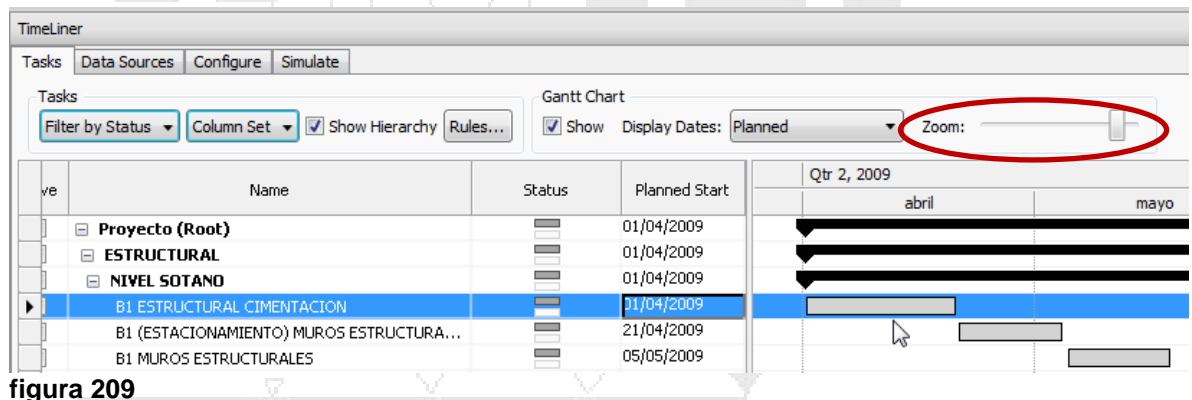 TimeLiner
Tasks Data Sources Configure Simulate
Tasks Gantt Chart
Filter by Status Column Set Show Hierarchy Rules... Show Display Dates: Planned Zoom:
Qtr 2, 2009
ve Name Status Planned Start abril mayo
Proyecto (Root) 01/04/2009
ESTRUCTURAL 01/04/2009
NIVEL SOTANO 01/04/2009
B1 ESTRUCTURAL CIMENTACION 01/04/2009
B1 (ESTACIONAMIENTO) MUROS ESTRUCTURA... 21/04/2009
B1 MUROS ESTRUCTURALES 05/05/2009
figura 209